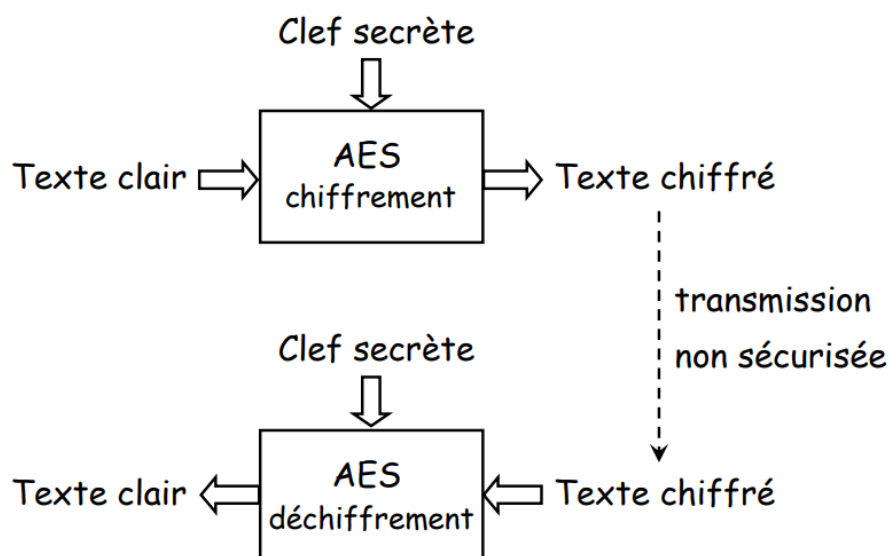 Clef secrète
Texte clair
AES
chiffrement
Texte chiffré
transmission
non sécurisée
Clef secrète
Texte clair
AES
déchiffrement
Texte chiffré